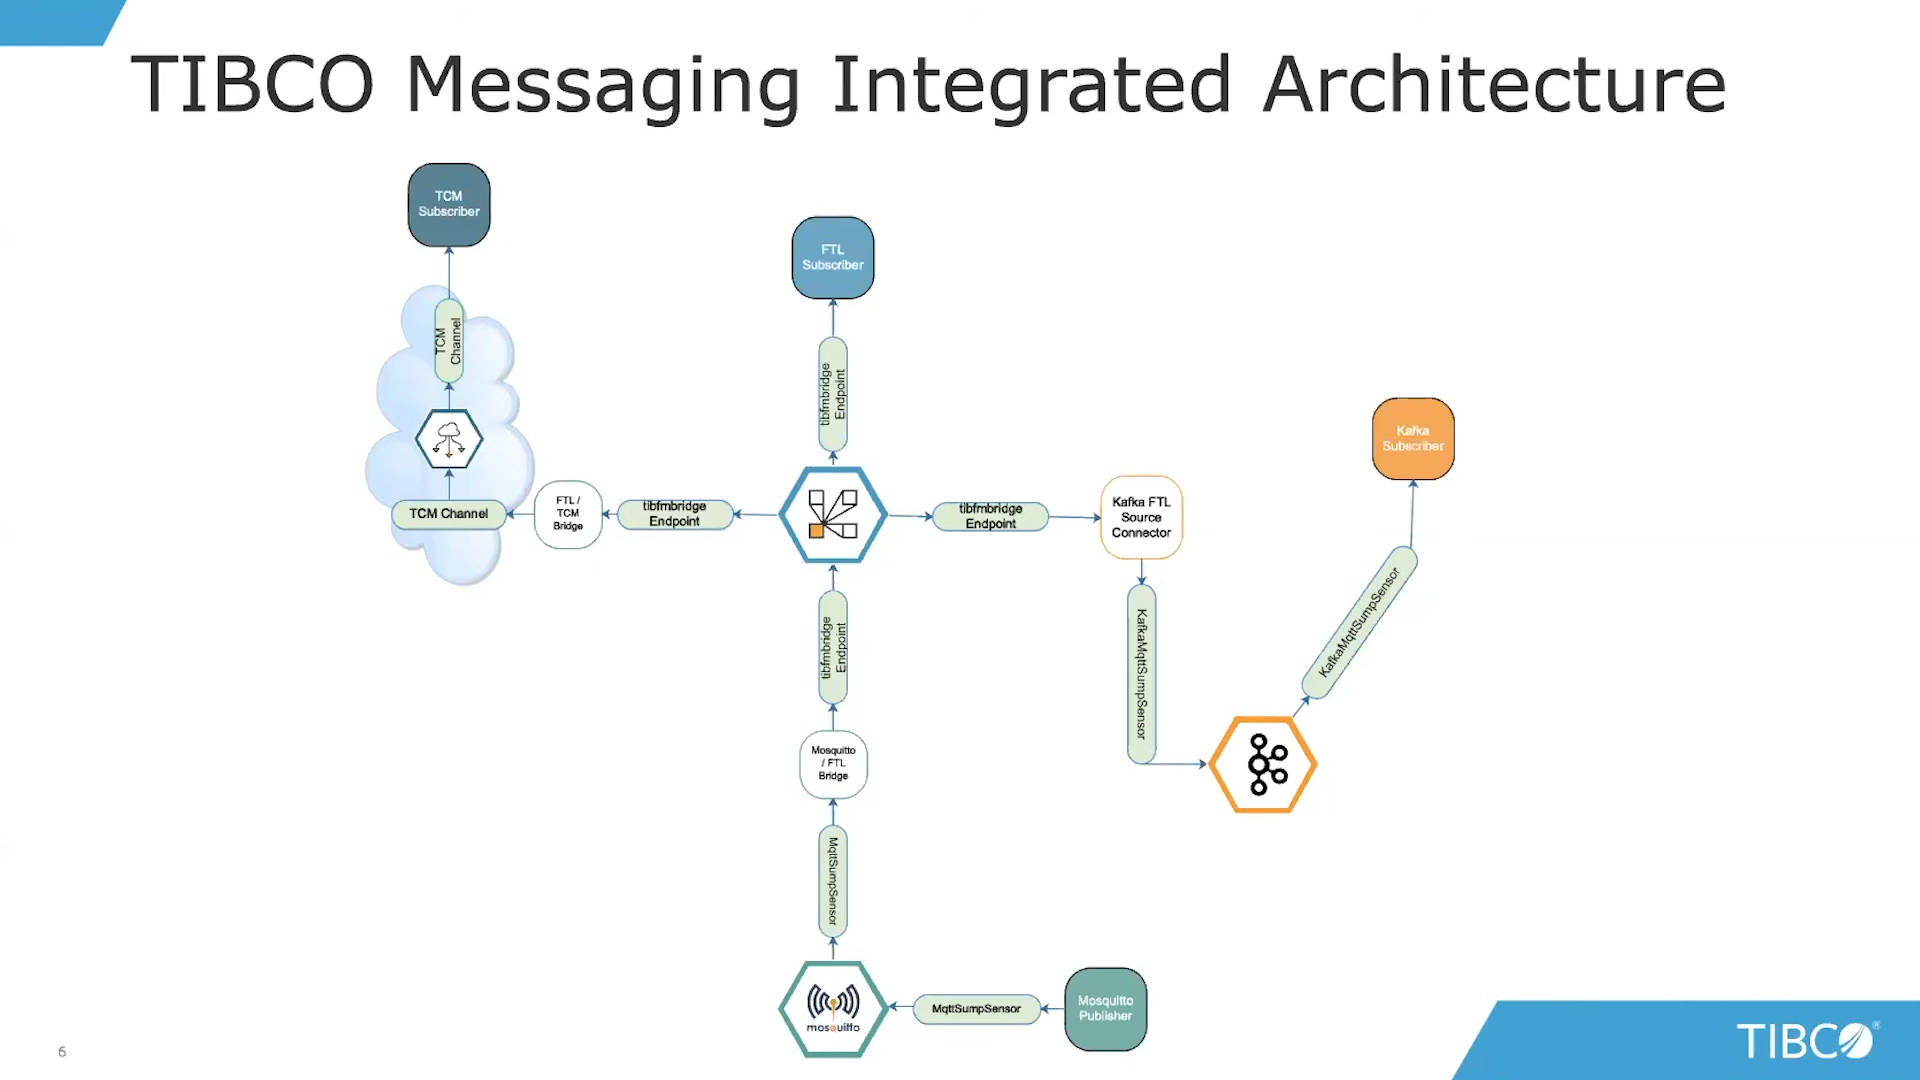 TIBCO Messaging Integrated Architecture
TCM
Subscriber
FTL
Subscriber
TCM
Channel
tibfmbridge
Endpoint
Kafka
Subscriber
TCM Channel
FTL /
TCM
Bridge
tibfmbridge
Endpoint
tibfmbridge
Endpoint
Kafka FTL
Source
Connector
tibfmbridge
Endpoint
KafkaMqttSumpSensor
KafkaMqttSumpSensor
Mosquitto
/ FTL
Bridge
MqttSumpSensor
mosquitto
MqttSumpSensor
Mosquitto
Publisher
6
TIBCO®